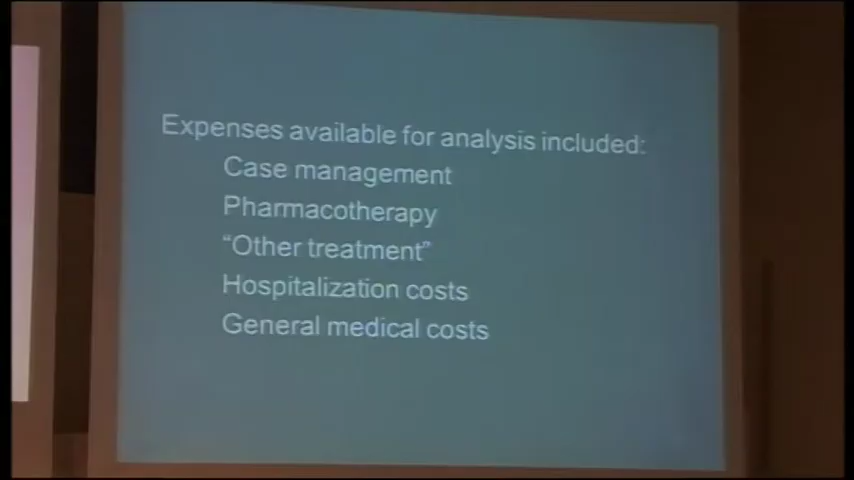 Expenses available for analysis included:
Case management
Pharmacotherapy
“Other treatment”
Hospitalization costs
General medical costs